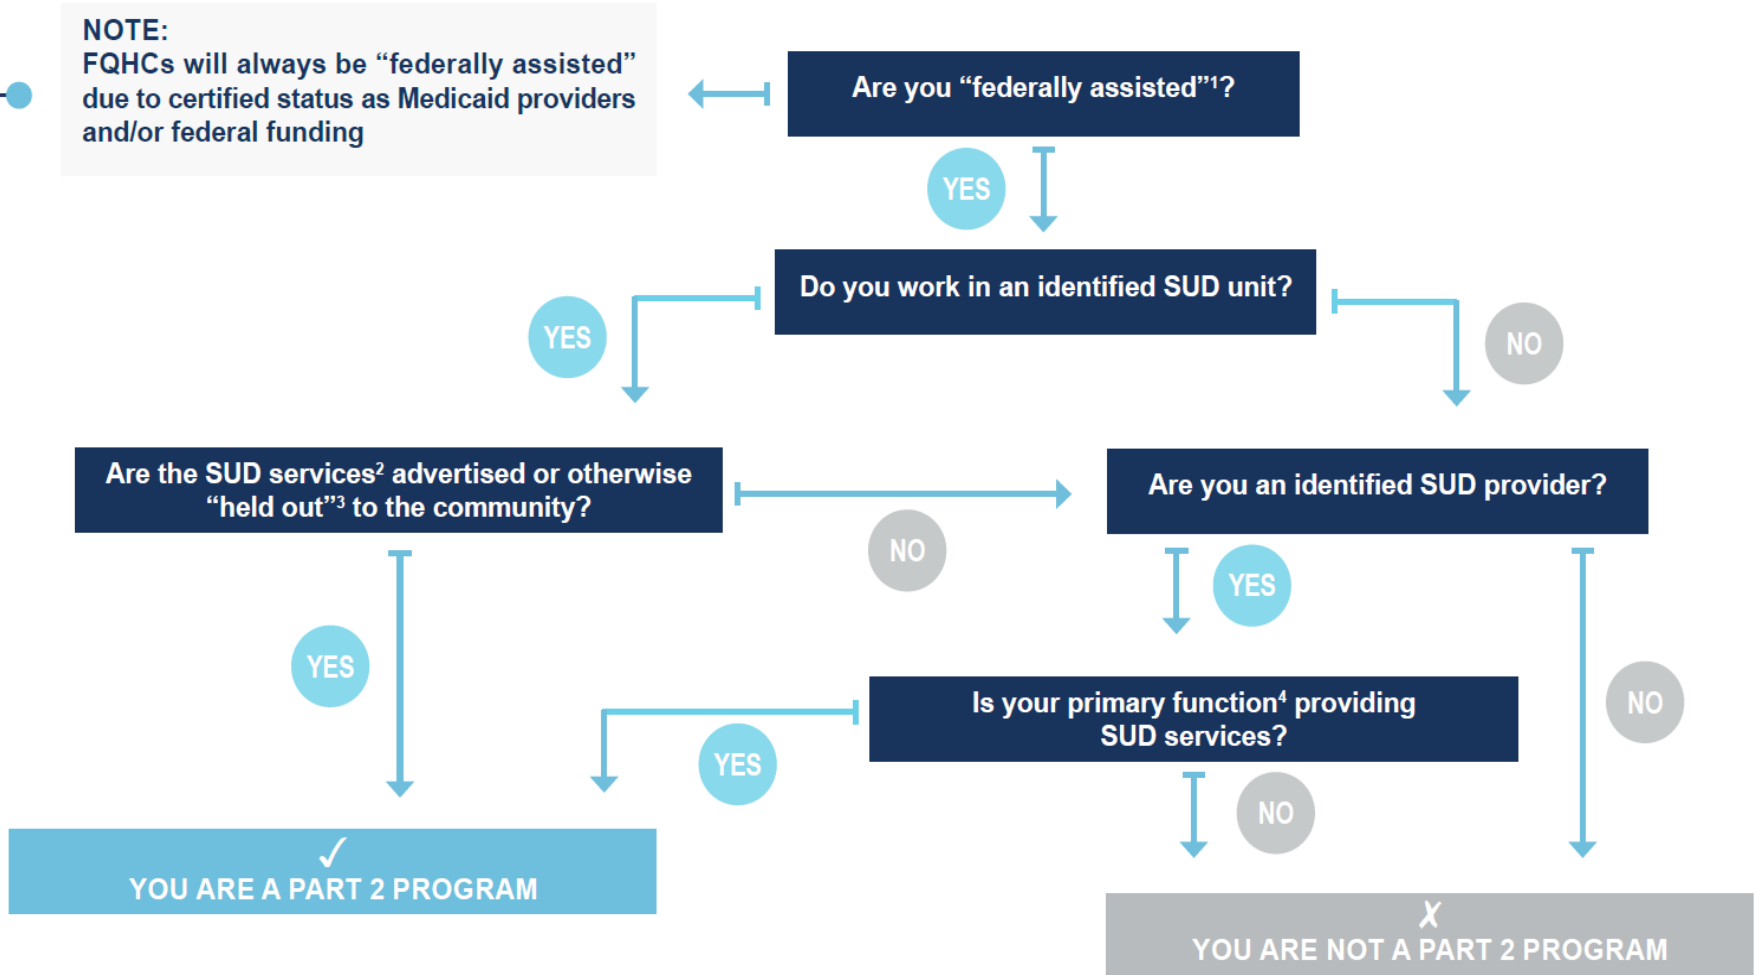 NOTE:
FQHCs will always be “federally assisted”
due to certified status as Medicaid providers
and/or federal funding
Are you “federally assisted”¹?
YES
Do you work in an identified SUD unit?
YES
NO
Are the SUD services² advertised or otherwise
“held out”³ to the community?
NO
Are you an identified SUD provider?
YES
YES
NO
Is your primary function⁴ providing
SUD services?
YES
NO
✓
YOU ARE A PART 2 PROGRAM
✗
YOU ARE NOT A PART 2 PROGRAM